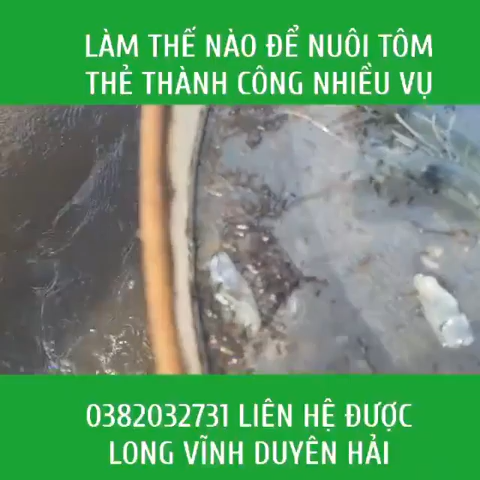 LÀM THẾ NÀO ĐỂ NUÔI TÔM
THẺ THÀNH CÔNG NHIỀU VỤ
0382032731 LIÊN HỆ ĐƯỢC
LONG VĨNH DUYÊN HẢI